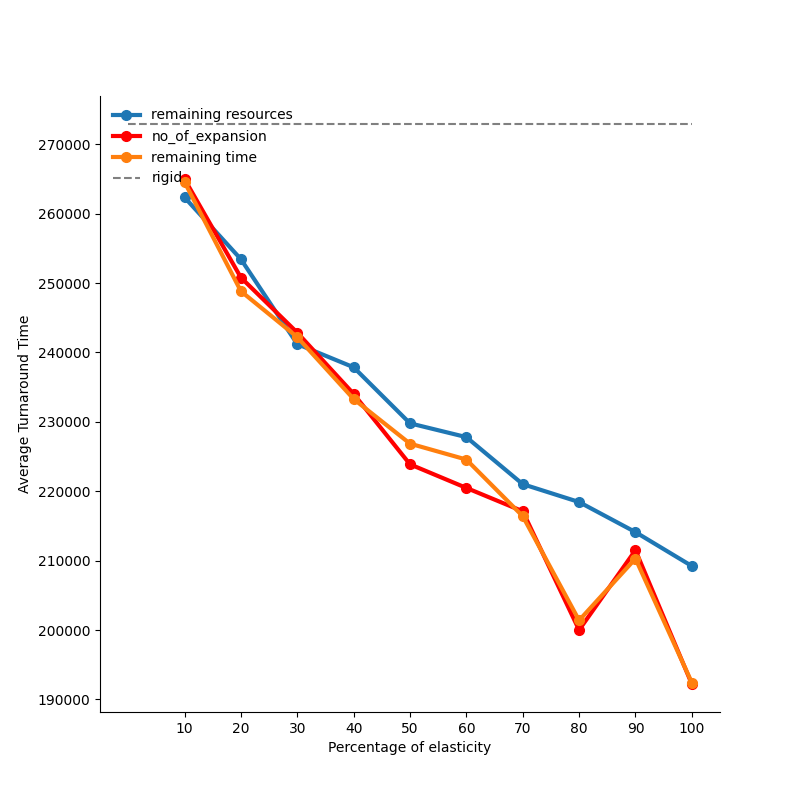 remaining resources
no_of_expansion
remaining time
rigid
270000
260000
250000
240000
230000
220000
210000
200000
190000
Average Turnaround Time
10 20 30 40 50 60 70 80 90 100
Percentage of elasticity